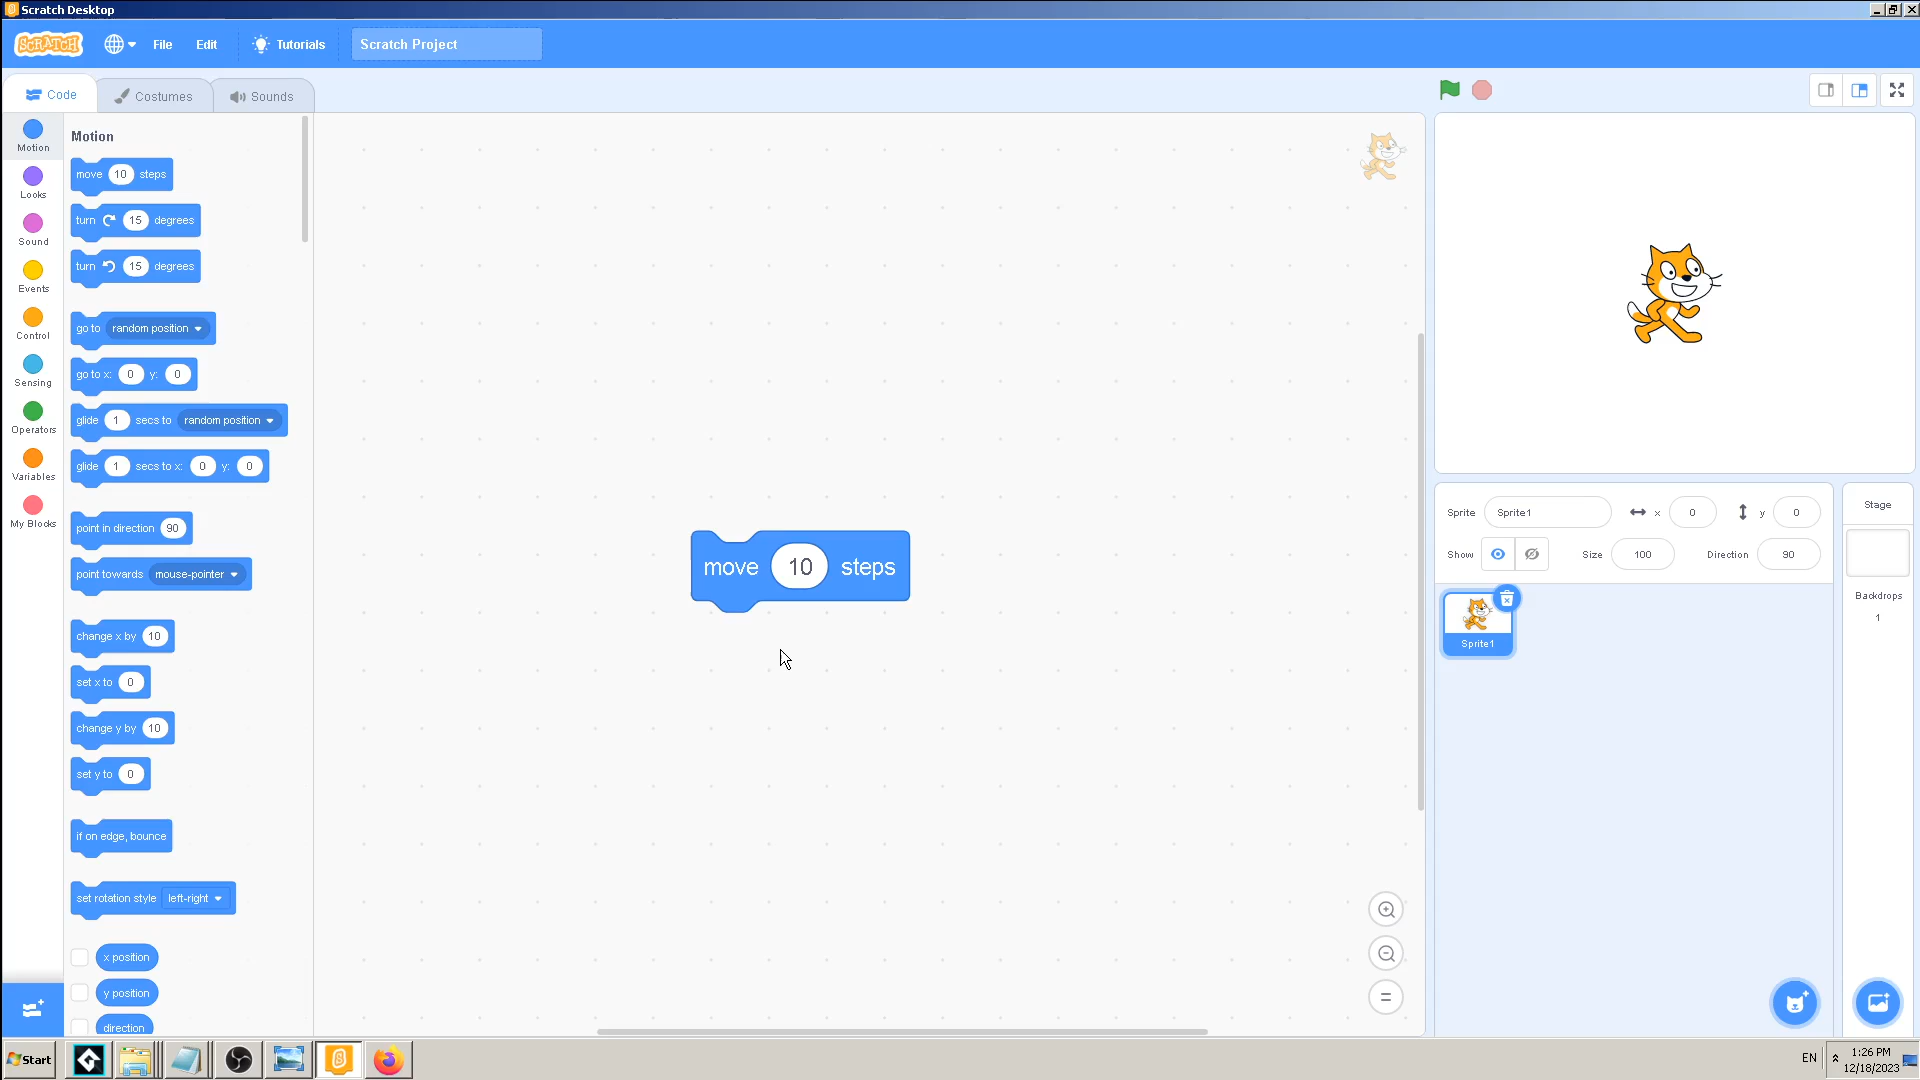 Scratch Desktop
SCRATCH
File
Edit
Tutorials
Scratch Project
Code
Costumes
Sounds
Motion
Looks
Sound
Events
Control
Sensing
Operators
Variables
My Blocks
Motion
move 10 steps
turn 15 degrees
turn 15 degrees
go to random position
go to x: 0 y: 0
glide 1 secs to random position
glide 1 secs to x: 0 y: 0
point in direction 90
point towards mouse-pointer
change x by 10
set x to 0
change y by 10
set y to 0
if on edge, bounce
set rotation style left-right
x position
y position
direction
move 10 steps
Sprite Sprite1 x 0 y 0
Show Size 100 Direction 90
Sprite1
Stage
Backdrops
1
Start
EN
1:26 PM
12/18/2023